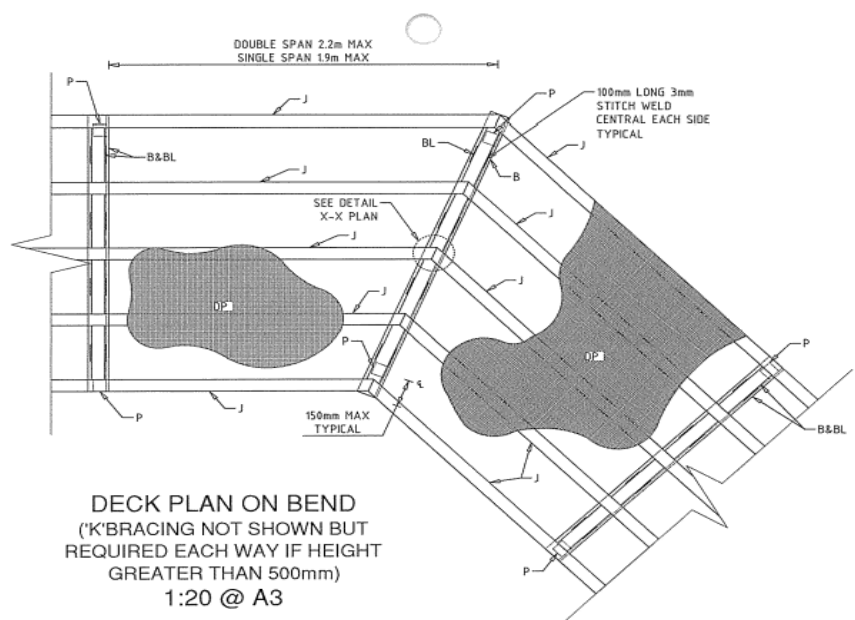 DOUBLE SPAN 2.2m MAX
SINGLE SPAN 1.9m MAX
P
J
P
100mm LONG 3mm
STITCH WELD
CENTRAL EACH SIDE
TYPICAL
BL
J
B&BL
J
B
SEE DETAIL
X-X PLAN
J
J
J
DP
J
P
DP
P
P
J
150mm MAX
TYPICAL
℄
B&BL
J
P
DECK PLAN ON BEND
('K'BRACING NOT SHOWN BUT
REQUIRED EACH WAY IF HEIGHT
GREATER THAN 500mm)
1:20 @ A3